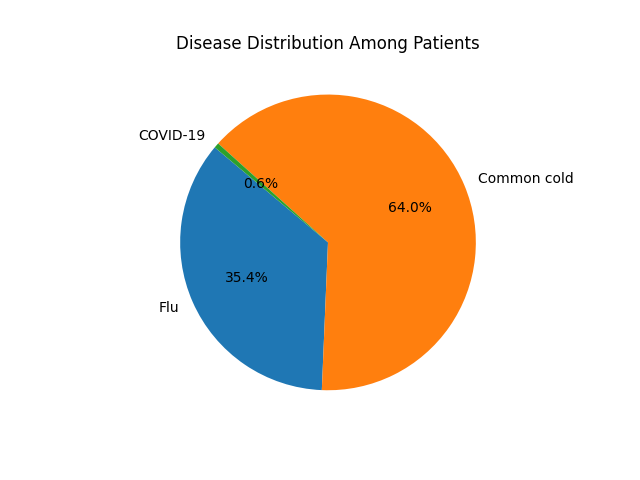 Disease Distribution Among Patients
COVID-19
0.6%
Common cold
64.0%
35.4%
Flu